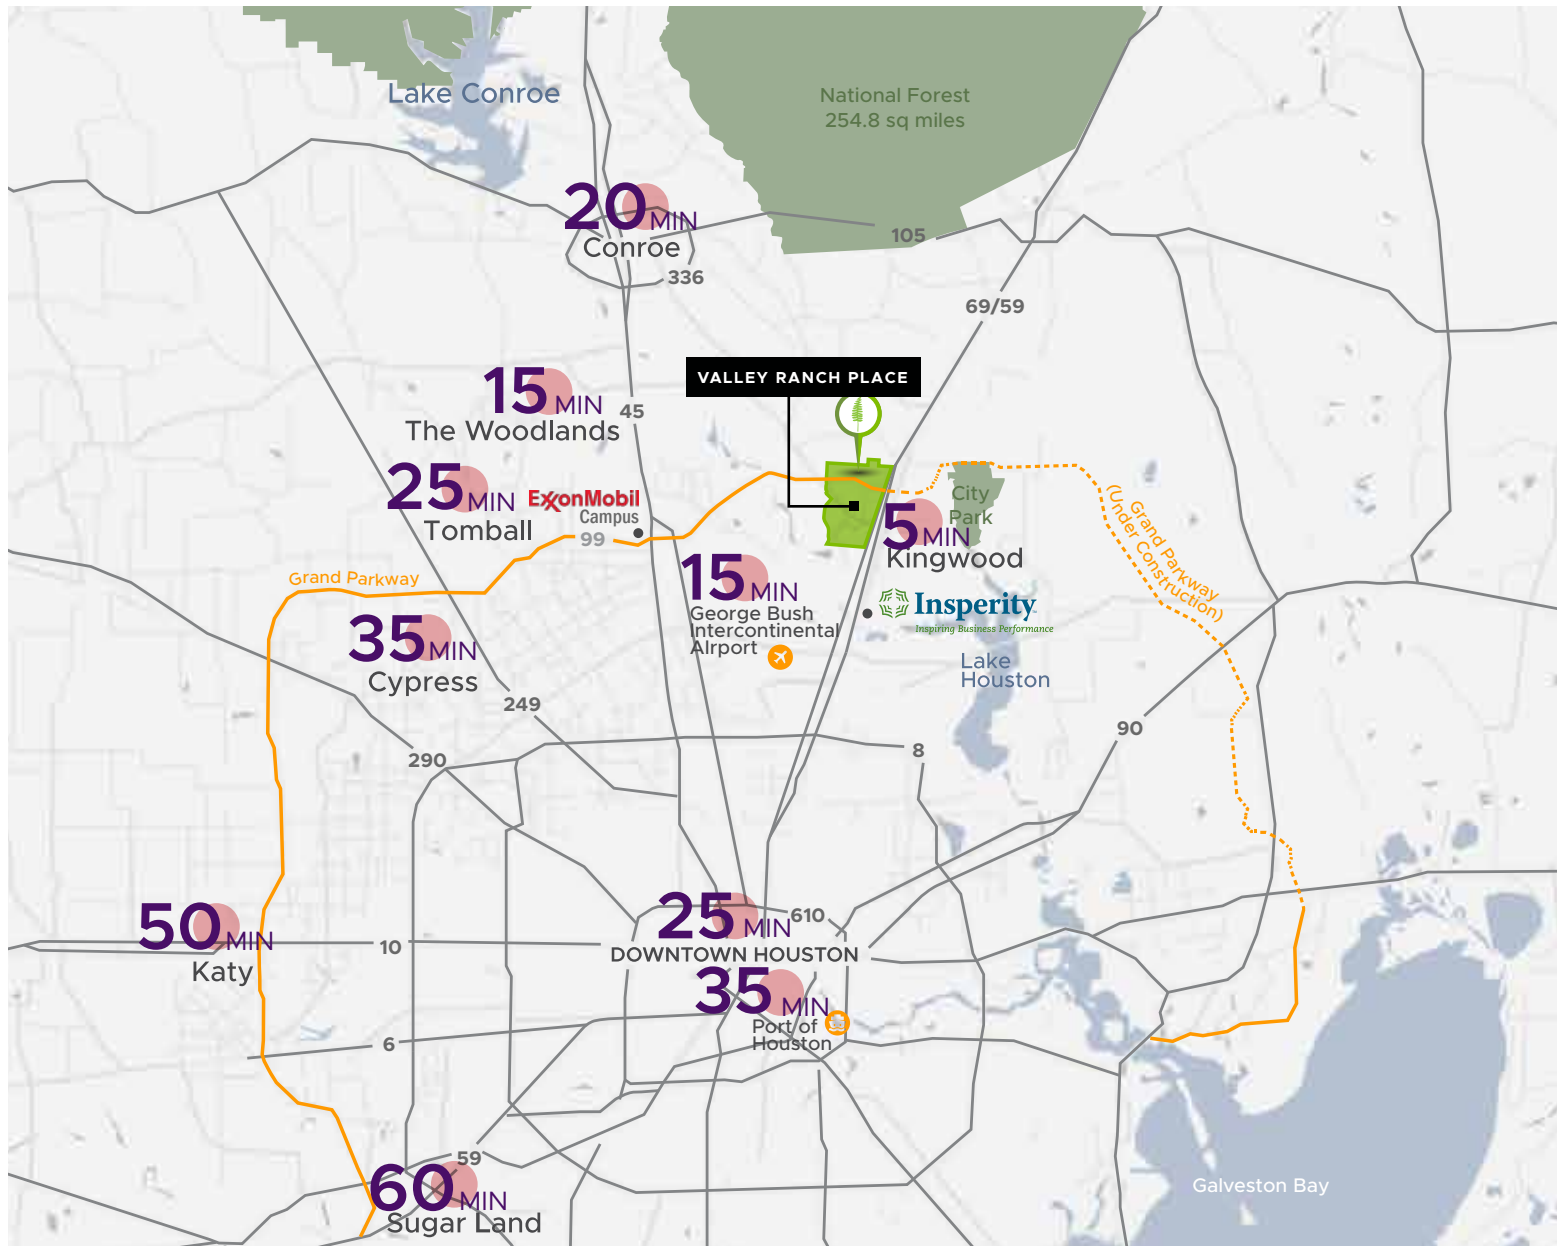 Lake Conroe
National Forest
254.8 sq miles
20 MIN
Conroe
105
336
69/59
VALLEY RANCH PLACE
15 MIN
The Woodlands
45
25 MIN
Tomball
ExxonMobil
Campus
99
City
Park
5 MIN
Kingwood
Grand Parkway
(Under Construction)
Grand Parkway
15 MIN
George Bush
Intercontinental
AIrport
Insperity
Inspiring Business Performance
35 MIN
Cypress
Lake
Houston
249
290
8
90
50 MIN
Katy
10
25 MIN
610
DOWNTOWN HOUSTON
35 MIN
Port of
Houston
6
59
60 MIN
Sugar Land
Galveston Bay